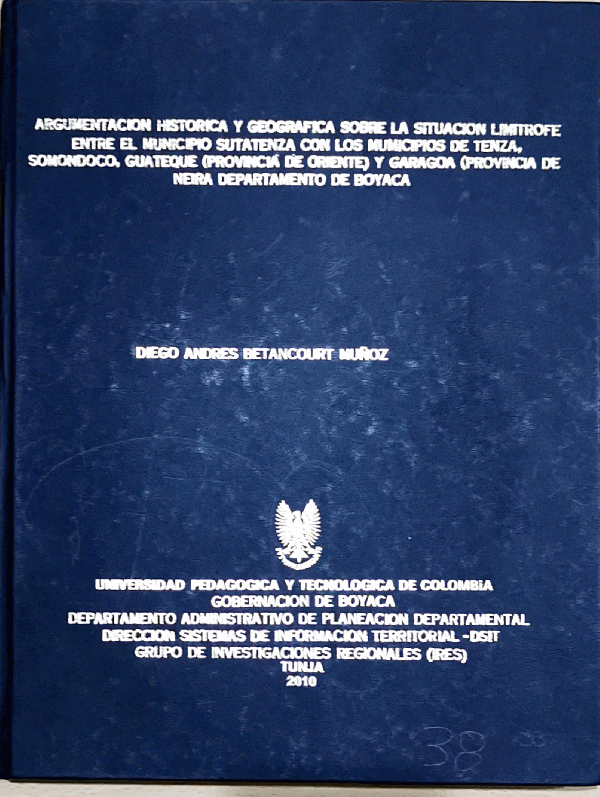 ARGUMENTACION HISTORICA Y GEOGRAFICA SOBRE LA SITUACION LIMITROFE
ENTRE EL MUNICIPIO SUTATENZA CON LOS MUNICIPIOS DE TENZA,
SOMONDOCO, GUATEQUE (PROVINCIA DE ORIENTE) Y GARAGOA (PROVINCIA DE
NEIRA DEPARTAMENTO DE BOYACA
DIEGO ANDRES BETANCOURT MUÑOZ
UNIVERSIDAD PEDAGOGICA Y TECNOLOGICA DE COLOMBIA
GOBERNACION DE BOYACA
DEPARTAMENTO ADMINISTRATIVO DE PLANEACION DEPARTAMENTAL
DIRECCION SISTEMAS DE INFORMACION TERRITORIAL -DSIT
GRUPO DE INVESTIGACIONES REGIONALES (IRES)
TUNJA
2010
38